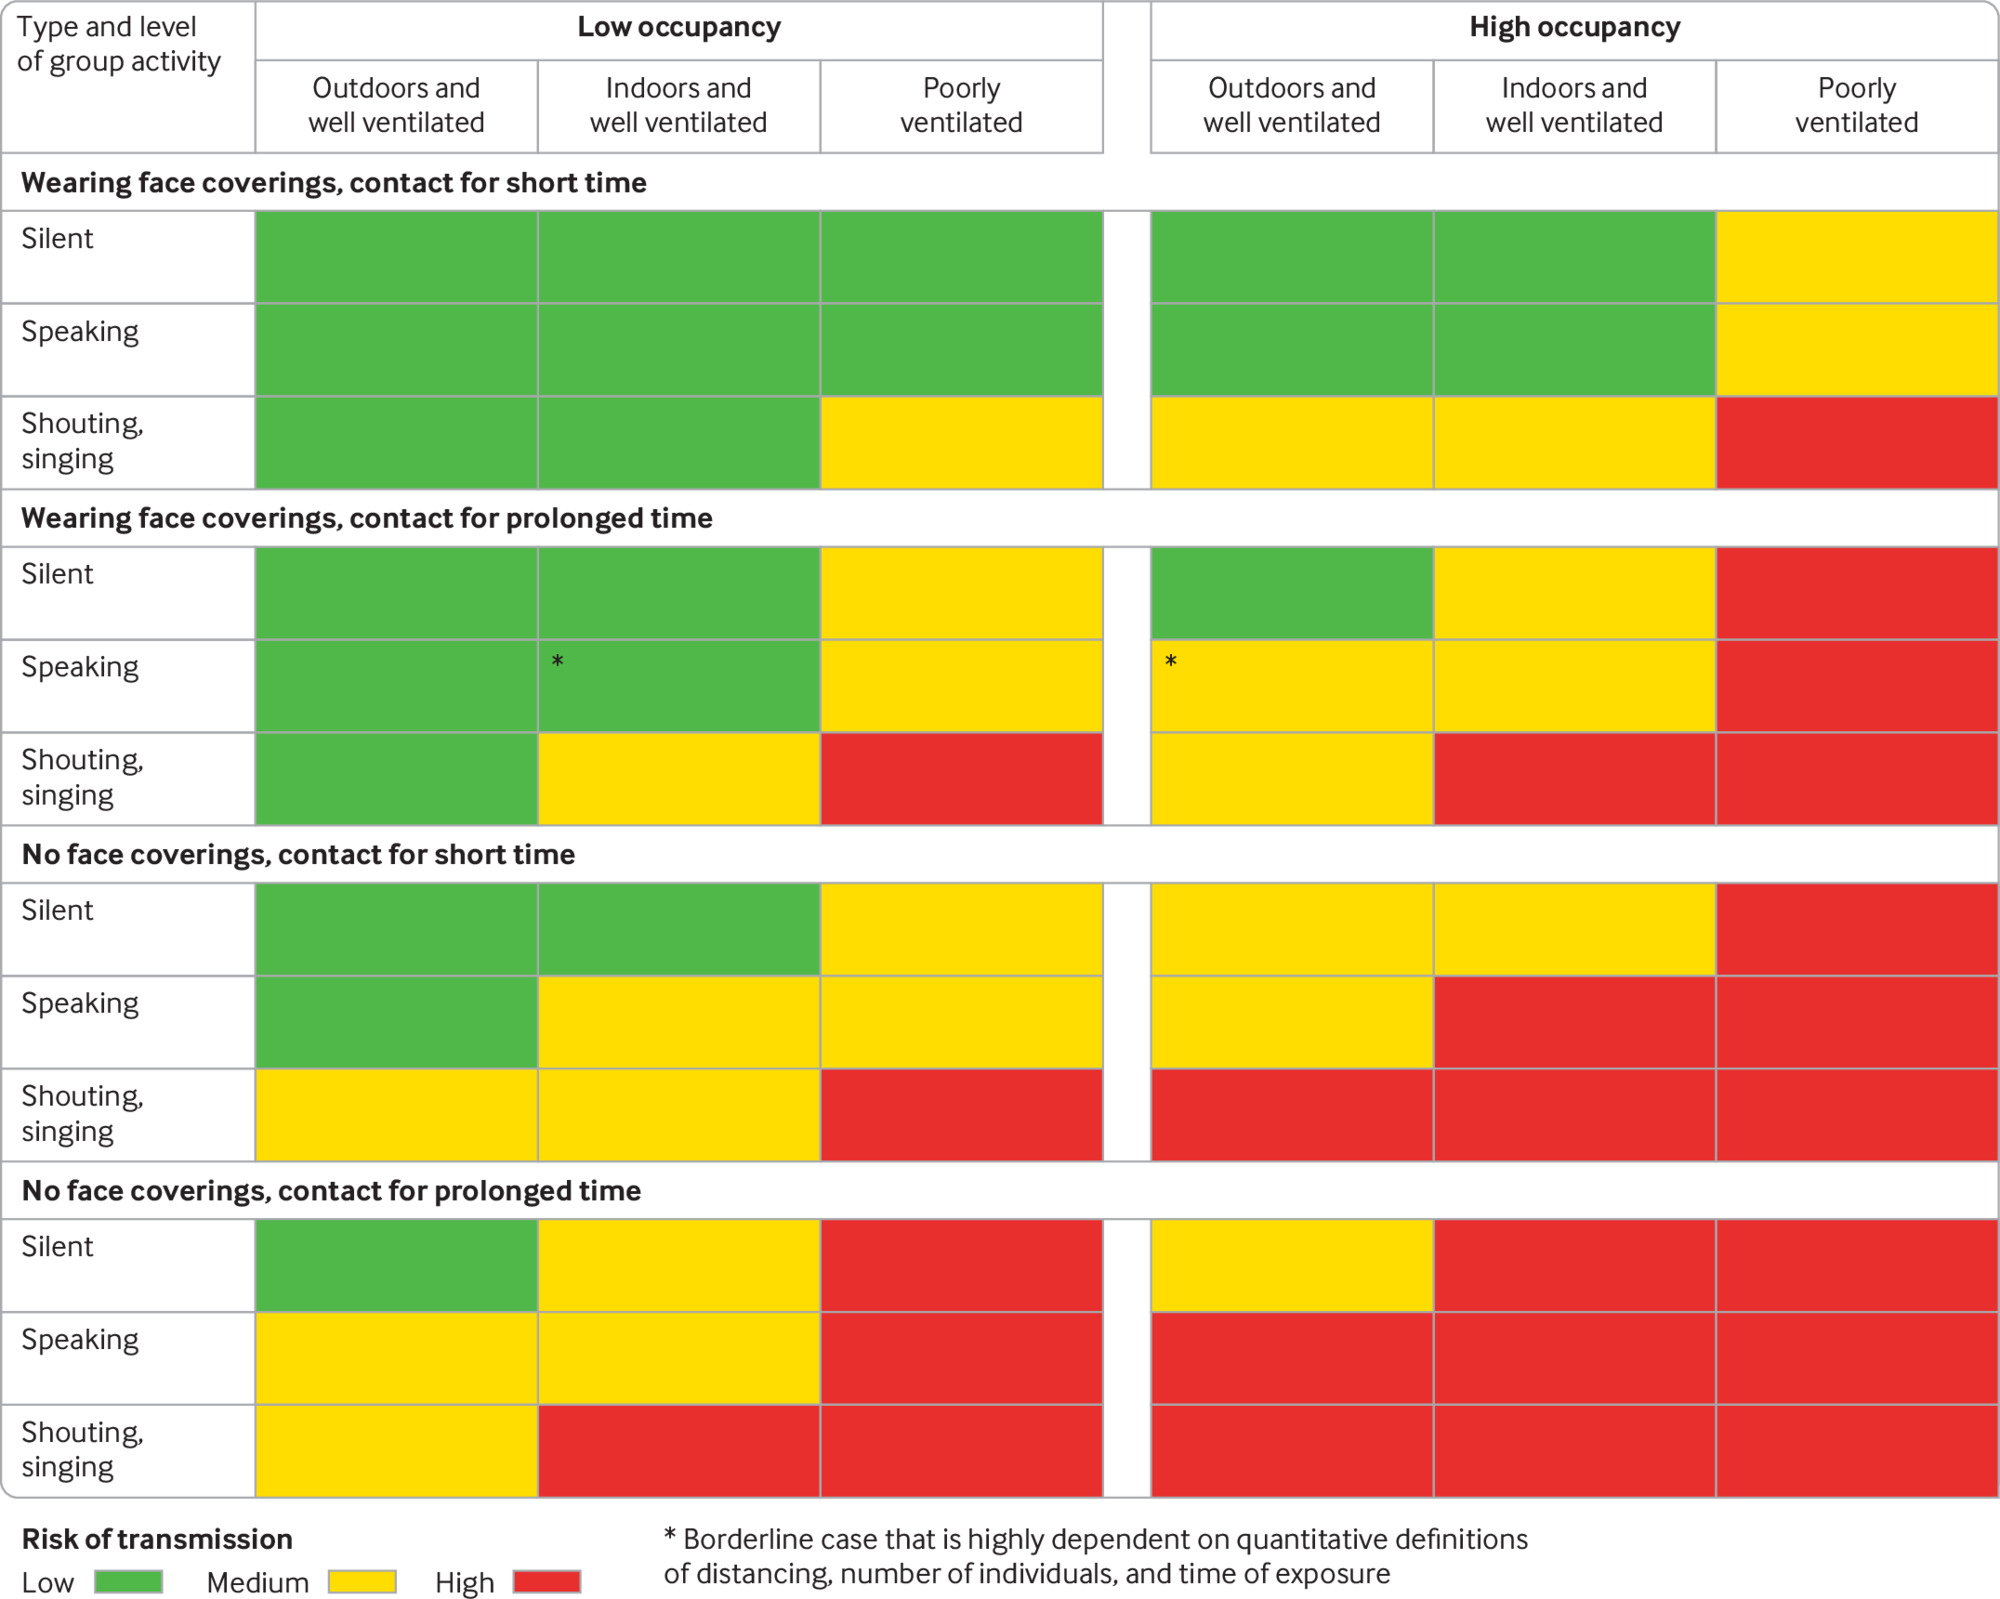 Type and level
of group activity
Low occupancy
High occupancy
Outdoors and
well ventilated
Indoors and
well ventilated
Poorly
ventilated
Outdoors and
well ventilated
Indoors and
well ventilated
Poorly
ventilated
Wearing face coverings, contact for short time
Silent
Speaking
Shouting,
singing
Wearing face coverings, contact for prolonged time
Silent
Speaking
*
*
Shouting,
singing
No face coverings, contact for short time
Silent
Speaking
Shouting,
singing
No face coverings, contact for prolonged time
Silent
Speaking
Shouting,
singing
Risk of transmission
Low
Medium
High
* Borderline case that is highly dependent on quantitative definitions
of distancing, number of individuals, and time of exposure